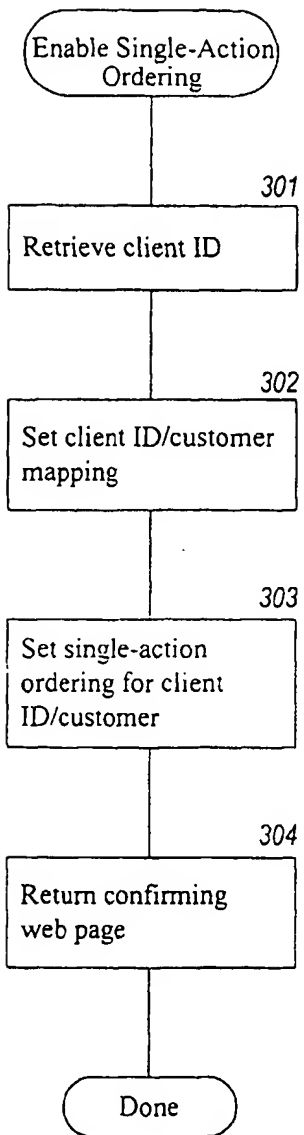 Enable Single-Action
Ordering
301
Retrieve client ID
302
Set client ID/customer
mapping
303
Set single-action
ordering for client
ID/customer
304
Return confirming
web page
Done